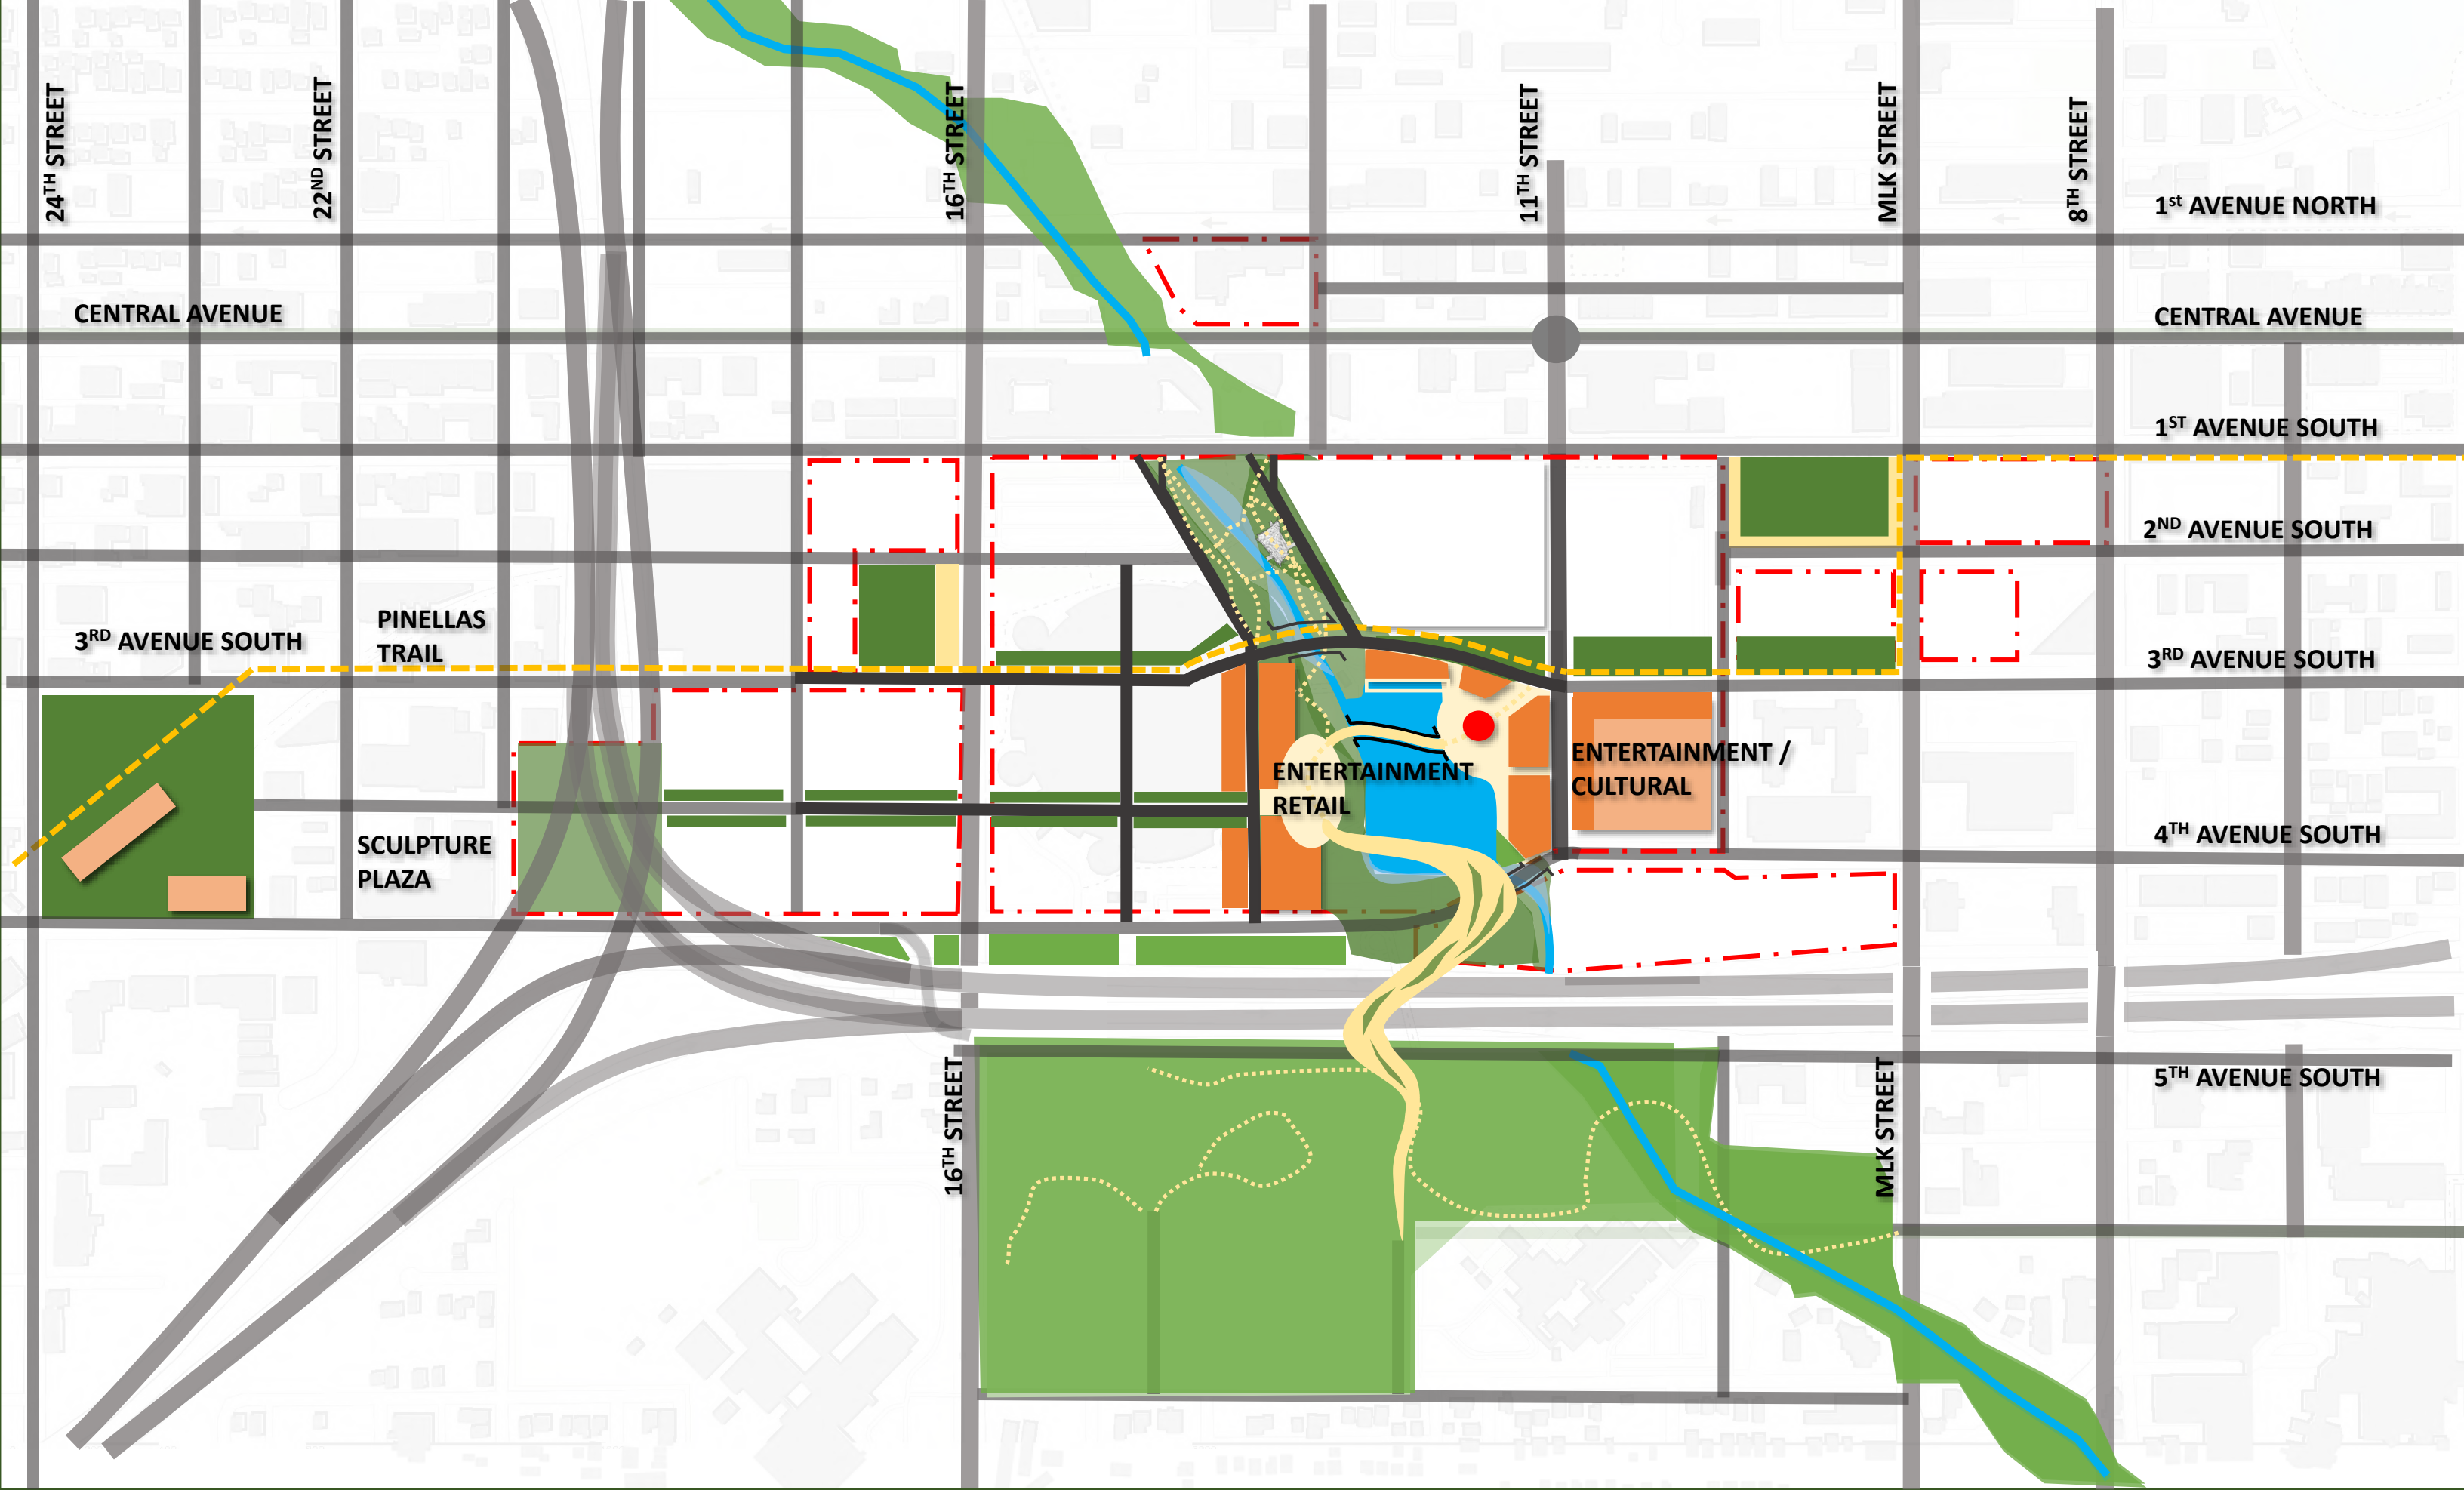 24TH STREET
22ND STREET
16TH STREET
11TH STREET
MLK STREET
8TH STREET
1st AVENUE NORTH
CENTRAL AVENUE
CENTRAL AVENUE
1ST AVENUE SOUTH
2ND AVENUE SOUTH
PINELLAS
TRAIL
3RD AVENUE SOUTH
3RD AVENUE SOUTH
ENTERTAINMENT
RETAIL
ENTERTAINMENT /
CULTURAL
SCULPTURE
PLAZA
4TH AVENUE SOUTH
16TH STREET
MLK STREET
5TH AVENUE SOUTH